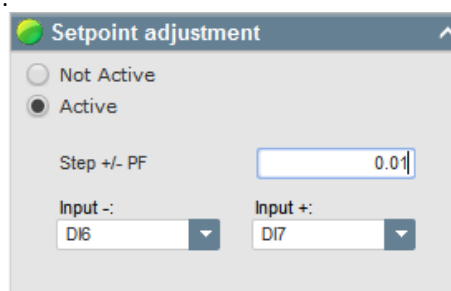 .
Setpoint adjustment
Not Active
Active
Step +/- PF 0.01
Input -: Input +:
DI6 DI7